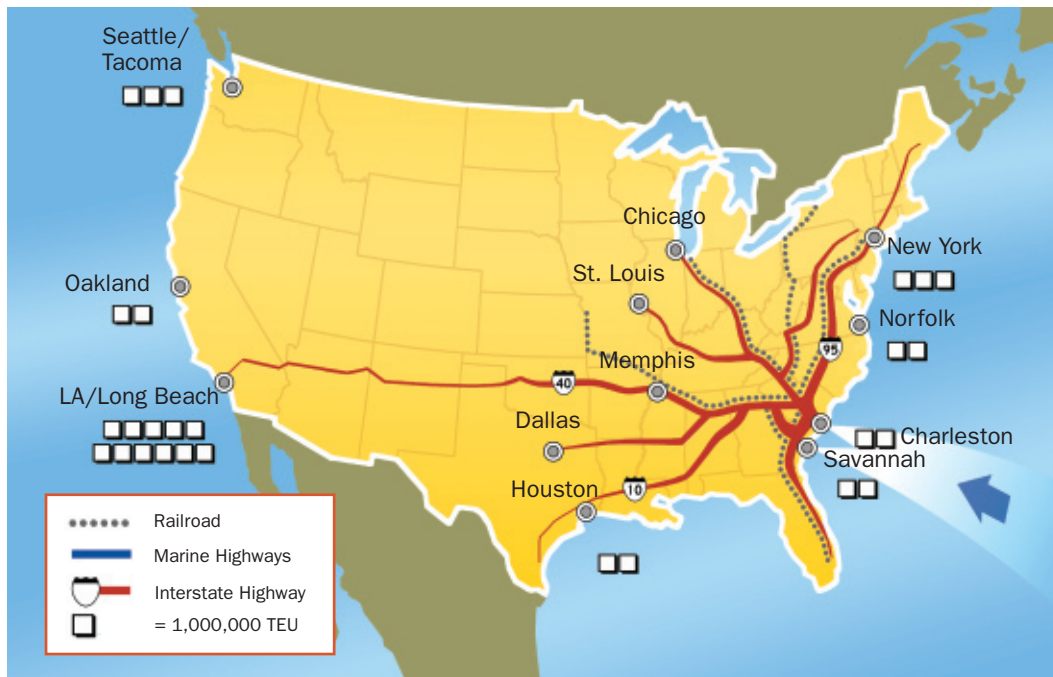 Seattle/
Tacoma
Chicago
New York
St. Louis
Oakland
Norfolk
95
Memphis
40
LA/Long Beach
Dallas
Charleston
Savannah
Houston
10
Railroad
Marine Highways
Interstate Highway
= 1,000,000 TEU